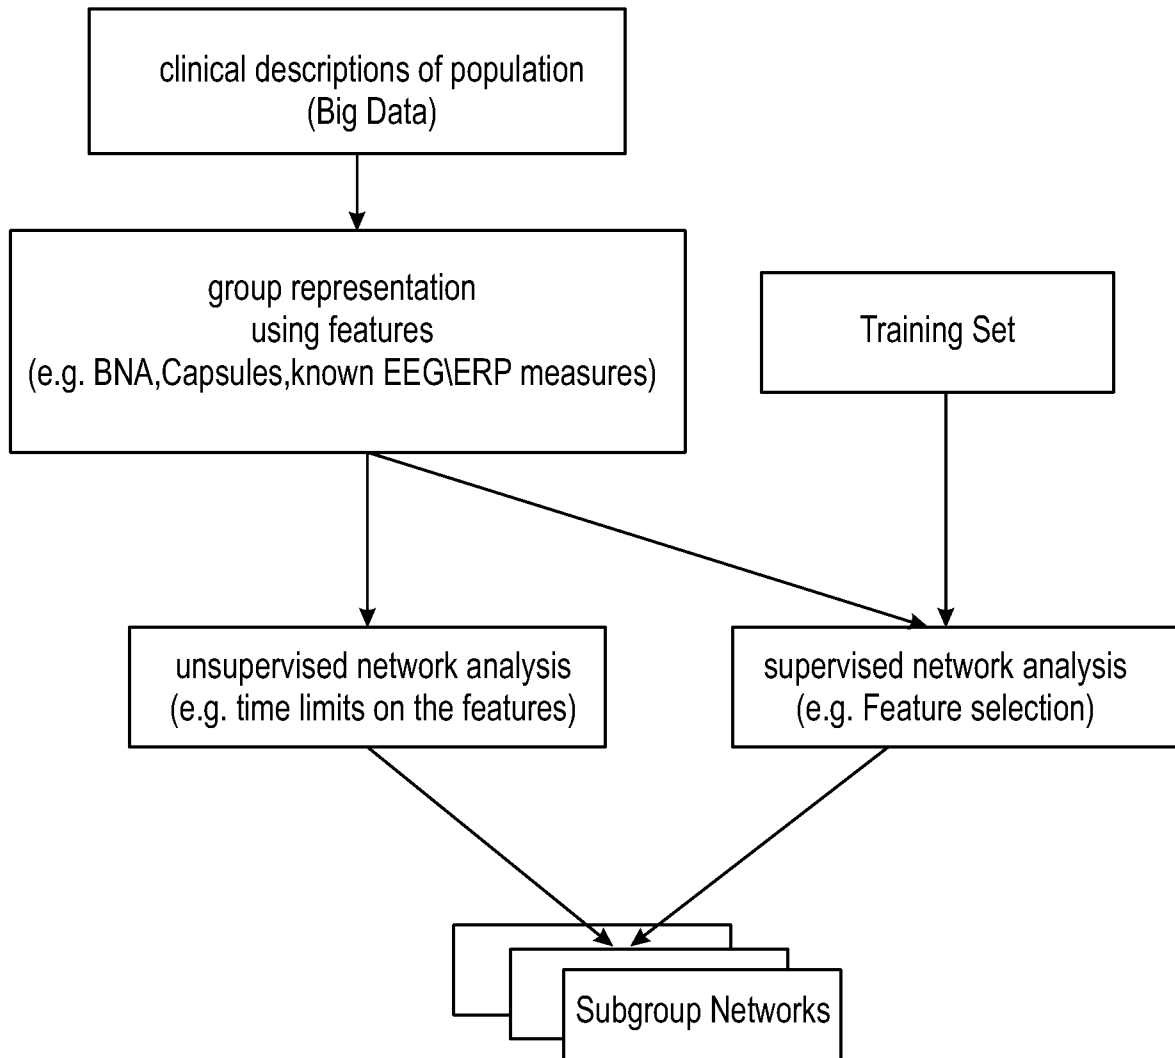 clinical descriptions of population
(Big Data)
group representation
using features
(e.g. BNA,Capsules,known EEG\ERP measures)
Training Set
unsupervised network analysis
(e.g. time limits on the features)
supervised network analysis
(e.g. Feature selection)
Subgroup Networks